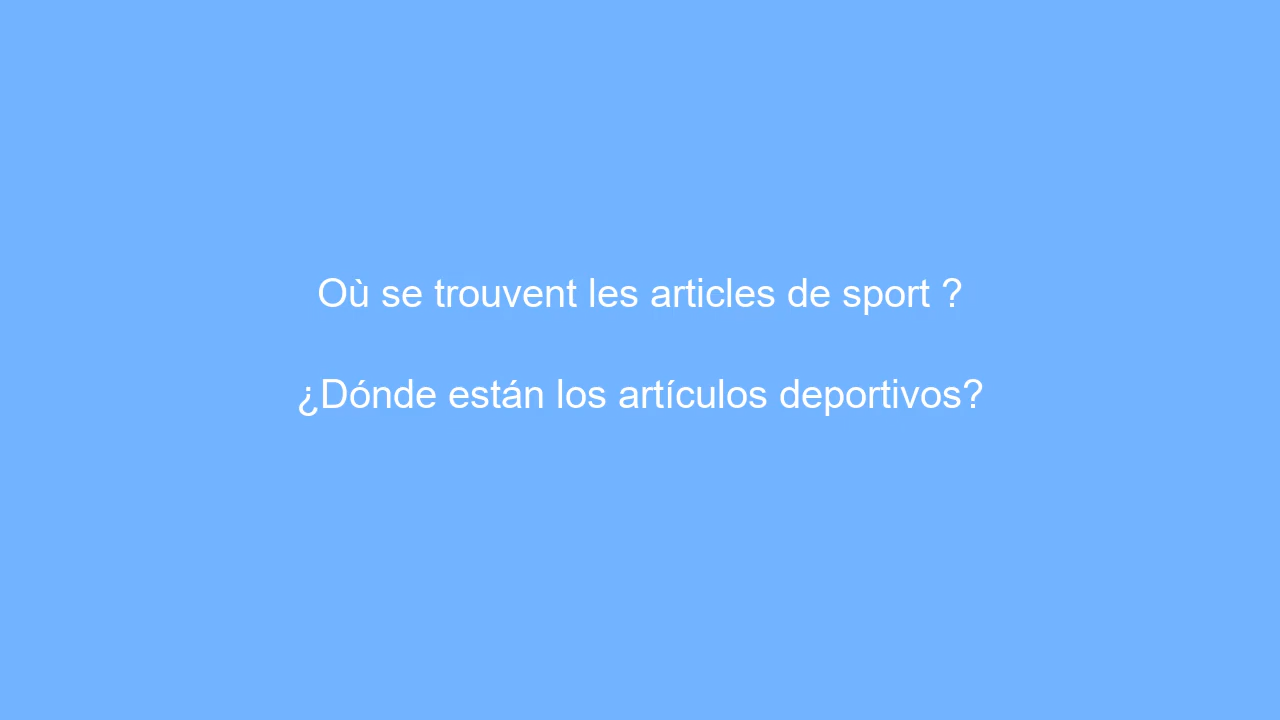 Où se trouvent les articles de sport ?
¿Dónde están los artículos deportivos?